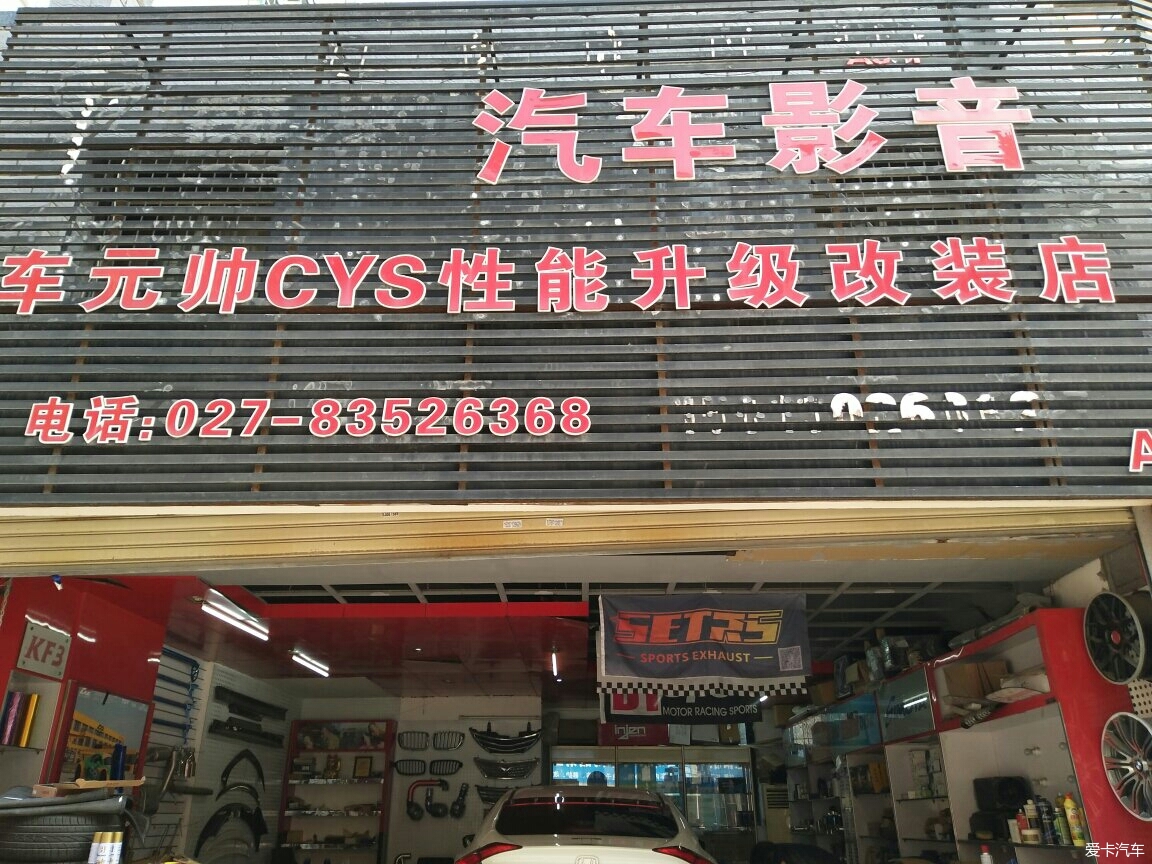 汽车影音
车元帅CYS性能升级改装店
电话:027-83526368
KF3
SETRS
SPORTS EXHAUST
MOTOR RACING SPORTS
Injen
爱卡汽车